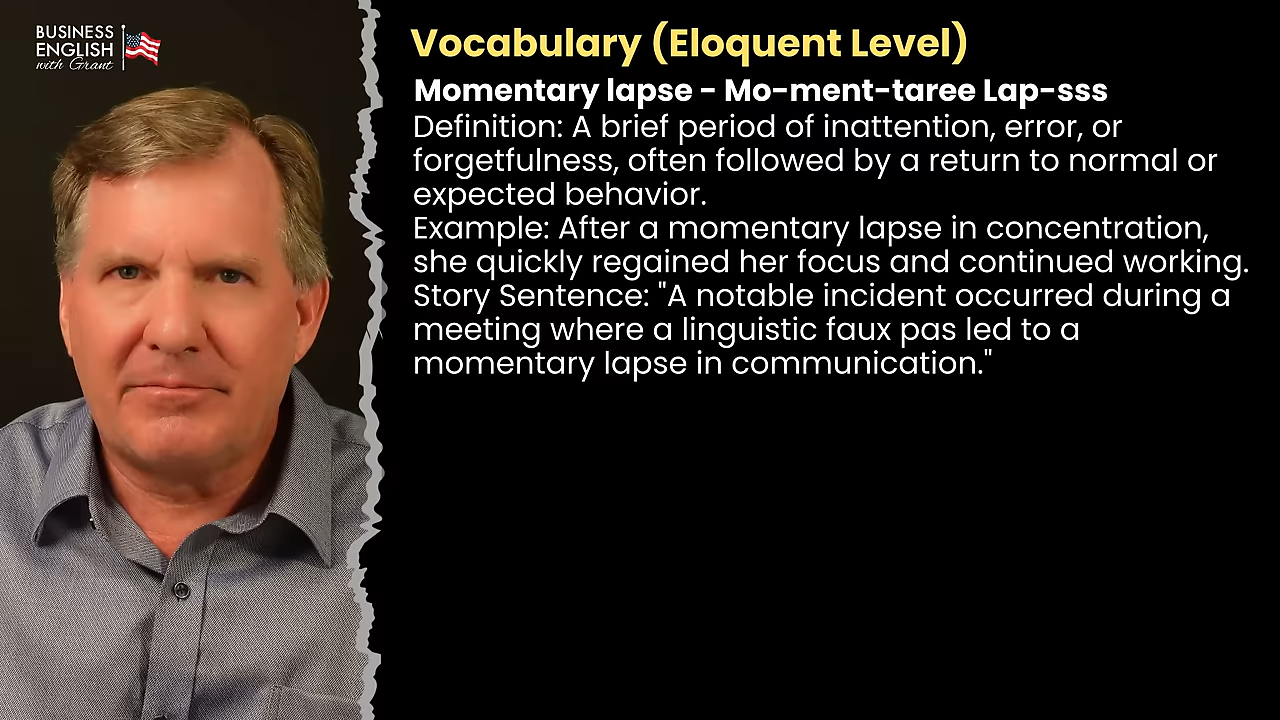 BUSINESS
ENGLISH
with Grant
Vocabulary (Eloquent Level)
Momentary lapse - Mo-ment-taree Lap-sss
Definition: A brief period of inattention, error, or
forgetfulness, often followed by a return to normal or
expected behavior.
Example: After a momentary lapse in concentration,
she quickly regained her focus and continued working.
Story Sentence: "A notable incident occurred during a
meeting where a linguistic faux pas led to a
momentary lapse in communication."